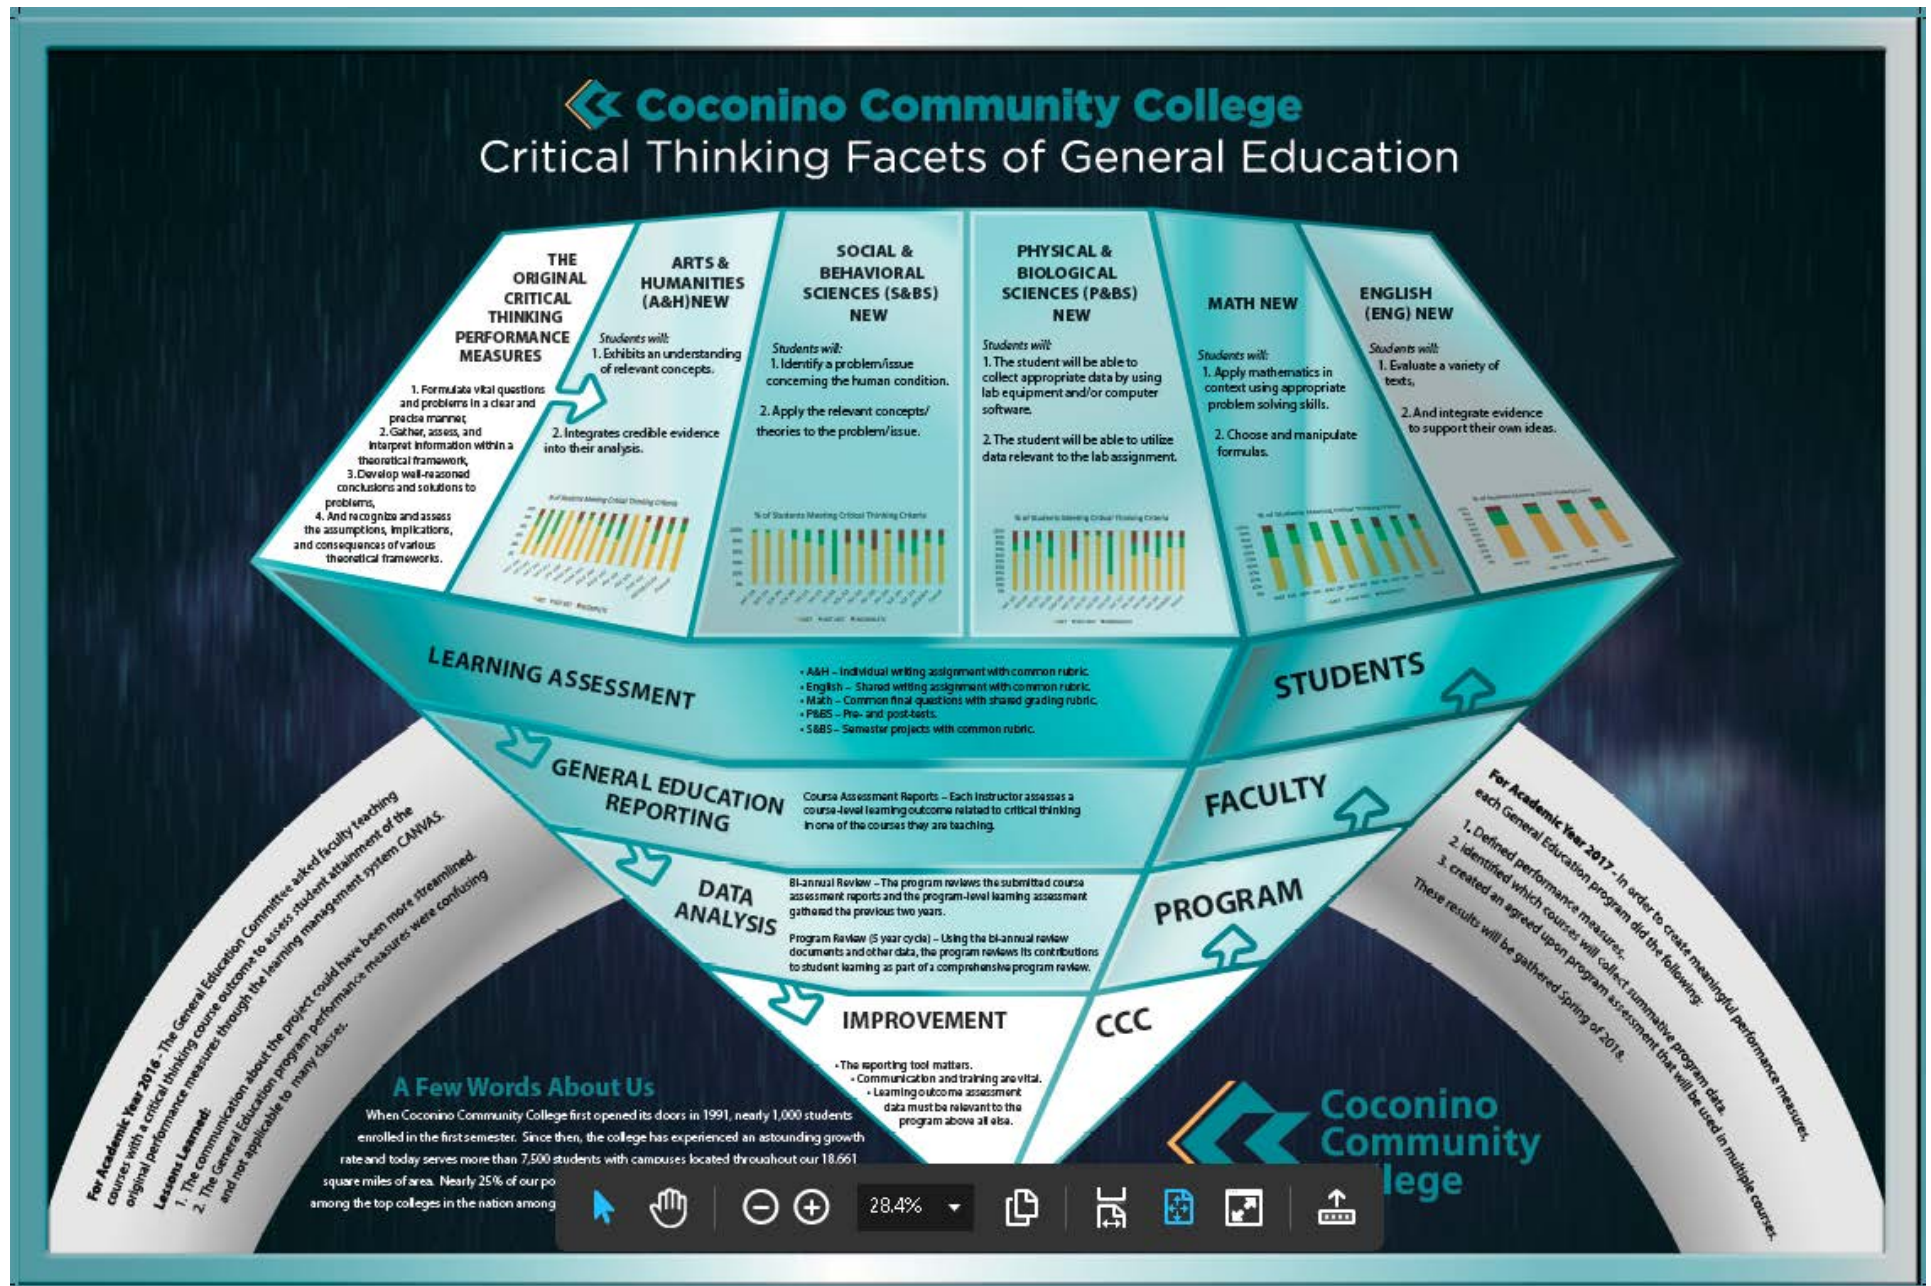 Coconino Community College
Critical Thinking Facets of General Education
THE
ORIGINAL
CRITICAL
THINKING
PERFORMANCE
MEASURES
1. Formulate vital questions
and problems in a clear and
precise manner,
2. Gather, assess, and
interpret information within a
theoretical framework,
3. Develop well-reasoned
conclusions and solutions to
problems,
4. And recognize and assess
the assumptions, implications,
and consequences of various
theoretical frameworks.
ARTS &
HUMANITIES
(A&H)NEW
Students will:
1. Exhibits an understanding
of relevant concepts.
2. Integrates credible evidence
into their analysis.
% of Students Meeting Critical Thinking Criteria
SOCIAL &
BEHAVIORAL
SCIENCES (S&BS)
NEW
Students will:
1. Identify a problem/issue
concerning the human condition.
2. Apply the relevant concepts/
theories to the problem/issue.
% of Students Meeting Critical Thinking Criteria
PHYSICAL &
BIOLOGICAL
SCIENCES (P&BS)
NEW
Students will:
1. The student will be able to
collect appropriate data by using
lab equipment and/or computer
software.
2. The student will be able to utilize
data relevant to the lab assignment.
% of Students Meeting Critical Thinking Criteria
MATH NEW
Students will:
1. Apply mathematics in
context using appropriate
problem solving skills.
2. Choose and manipulate
formulas.
% of Students Meeting Critical Thinking Criteria
ENGLISH
(ENG) NEW
Students will:
1. Evaluate a variety of
texts,
2. And integrate evidence
to support their own ideas.
% of Students Meeting Critical Thinking Criteria
LEARNING ASSESSMENT
• A&H – Individual writing assignment with common rubric.
• English – Shared writing assignment with common rubric.
• Math – Common final questions with shared grading rubric.
• P&BS – Pre- and post-tests.
• S&BS – Semester projects with common rubric.
STUDENTS
GENERAL EDUCATION
REPORTING
Course Assessment Reports – Each instructor assesses a
course-level learning outcome related to critical thinking
in one of the courses they are teaching.
FACULTY
DATA
ANALYSIS
Bi-annual Review – The program reviews the submitted course
assessment reports and the program-level learning assessment
gathered the previous two years.
Program Review (5 year cycle) – Using the bi-annual review
documents and other data, the program reviews its contributions
to student learning as part of a comprehensive program review.
PROGRAM
IMPROVEMENT
• The reporting tool matters.
• Communication and training are vital.
• Learning outcome assessment
data must be relevant to the
program above all else.
CCC
For Academic Year 2016 - The General Education Committee asked faculty teaching
courses with a critical thinking course outcome to assess student attainment of the
original performance measures through the learning management system CANVAS.
Lessons Learned:
1. The communication about the project could have been more streamlined.
2. The General Education program performance measures were confusing
and not applicable to many classes.
For Academic Year 2017 - In order to create meaningful performance measures,
each General Education program did the following:
1. Defined performance measures,
2. identified which courses will collect summative program data.
3. created an agreed upon program assessment that will be used in multiple courses.
These results will be gathered Spring of 2018.
A Few Words About Us
When Coconino Community College first opened its doors in 1991, nearly 1,000 students
enrolled in the first semester. Since then, the college has experienced an astounding growth
rate and today serves more than 7,500 students with campuses located throughout our 18,661
square miles of area. Nearly 25% of our po
among the top colleges in the nation among
Coconino
Community
llege
28.4%